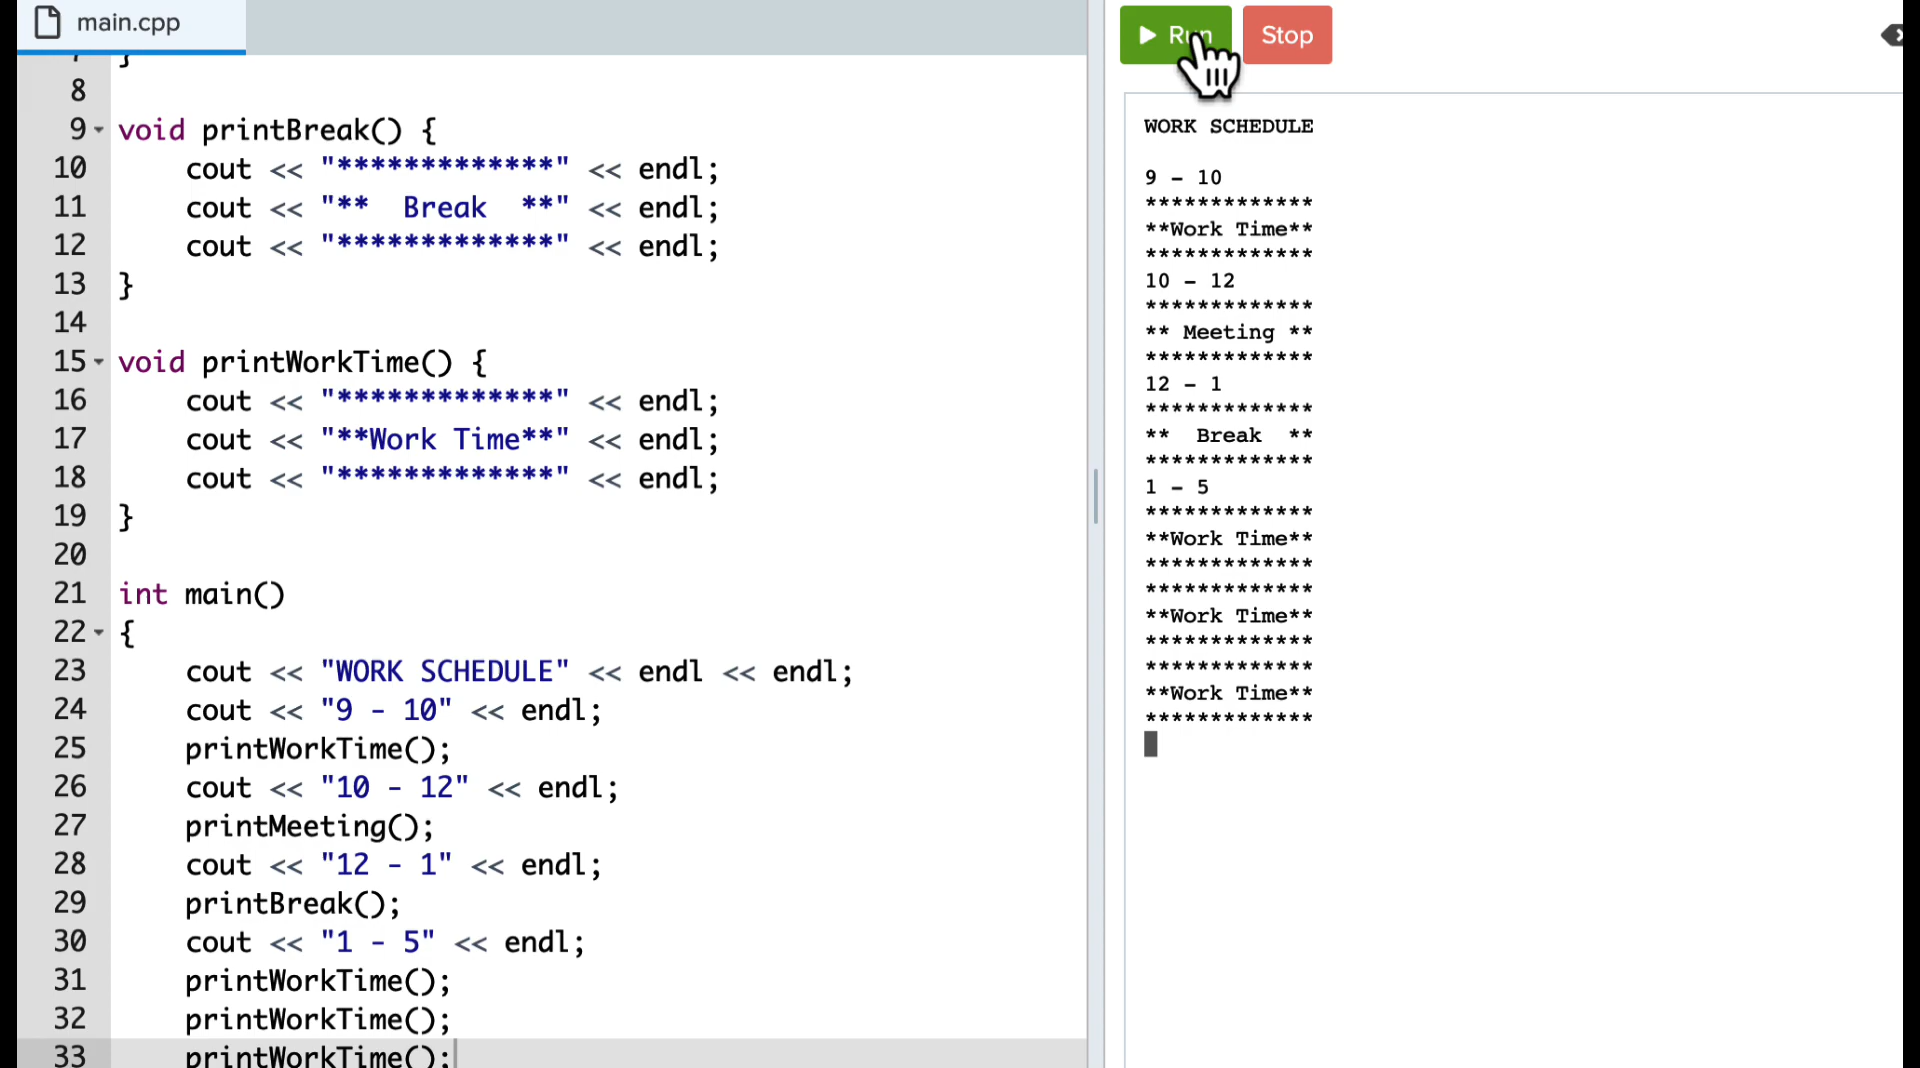 main.cpp
7 }
8
9 void printBreak() {
10 cout << "*************" << endl;
11 cout << "**  Break  **" << endl;
12 cout << "*************" << endl;
13 }
14
15 void printWorkTime() {
16 cout << "*************" << endl;
17 cout << "**Work Time**" << endl;
18 cout << "*************" << endl;
19 }
20
21 int main()
22 {
23 cout << "WORK SCHEDULE" << endl << endl;
24 cout << "9 - 10" << endl;
25 printWorkTime();
26 cout << "10 - 12" << endl;
27 printMeeting();
28 cout << "12 - 1" << endl;
29 printBreak();
30 cout << "1 - 5" << endl;
31 printWorkTime();
32 printWorkTime();
33 printWorkTime();
Run Stop
WORK SCHEDULE
9 - 10
*************
**Work Time**
*************
10 - 12
*************
** Meeting **
*************
12 - 1
*************
**  Break  **
*************
1 - 5
*************
**Work Time**
*************
*************
**Work Time**
*************
*************
**Work Time**
*************